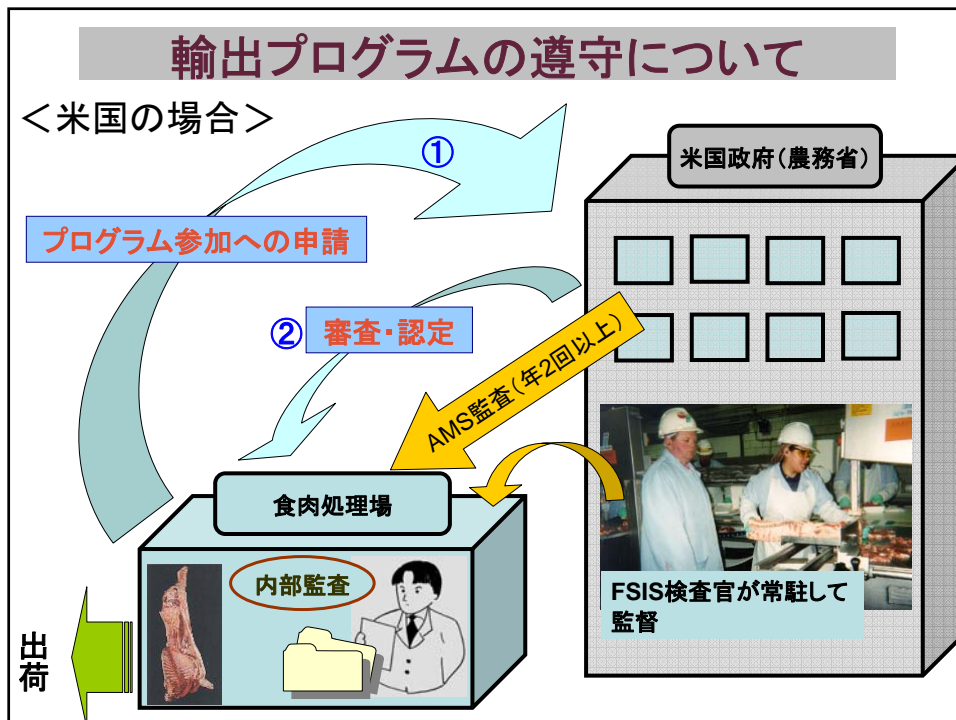 輸出プログラムの遵守について
＜米国の場合＞
①
米国政府（農務省）
プログラム参加への申請
②
審査・認定
AMS監査（年2回以上）
食肉処理場
内部監査
FSIS検査官が常駐して
監督
出荷